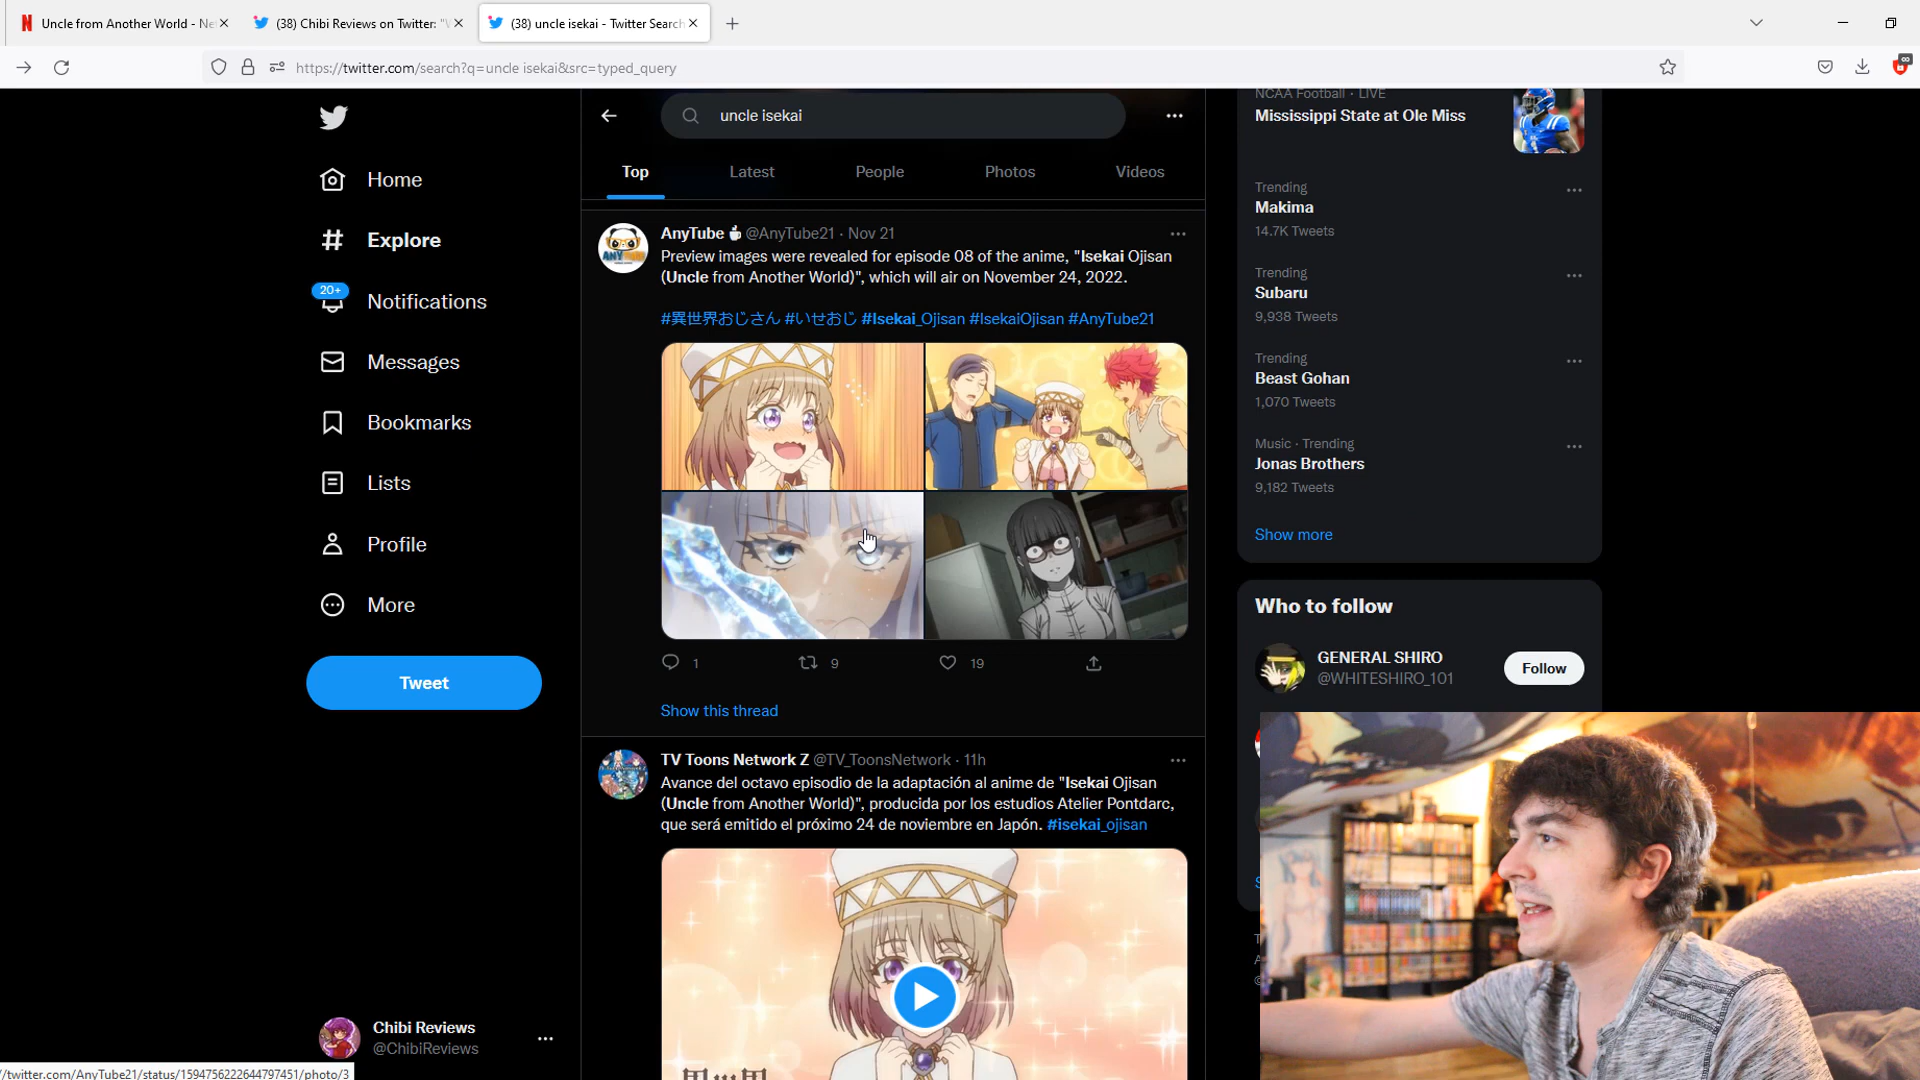 Uncle from Another World - Ne
(38) Chibi Reviews on Twitter: "W
(38) uncle isekai - Twitter Search
https://twitter.com/search?q=uncle isekai&src=typed_query
uncle isekai
Top Latest People Photos Videos
Home
Explore
20+
Notifications
Messages
Bookmarks
Lists
Profile
More
Tweet
Chibi Reviews
@ChibiReviews
/twitter.com/AnyTube21/status/1594756222644797451/photo/3
AnyTube @AnyTube21 · Nov 21
Preview images were revealed for episode 08 of the anime, "Isekai Ojisan
(Uncle from Another World)", which will air on November 24, 2022.
#異世界おじさん #いせおじ #Isekai_Ojisan #IsekaiOjisan #AnyTube21
1 9 19
Show this thread
TV Toons Network Z @TV_ToonsNetwork · 11h
Avance del octavo episodio de la adaptación al anime de "Isekai Ojisan
(Uncle from Another World)", producida por los estudios Atelier Pontdarc,
que será emitido el próximo 24 de noviembre en Japón. #isekai_ojisan
NCAA Football · LIVE
Mississippi State at Ole Miss
Trending
Makima
14.7K Tweets
Trending
Subaru
9,938 Tweets
Trending
Beast Gohan
1,070 Tweets
Music · Trending
Jonas Brothers
9,182 Tweets
Show more
Who to follow
GENERAL SHIRO
@WHITESHIRO_101
Follow